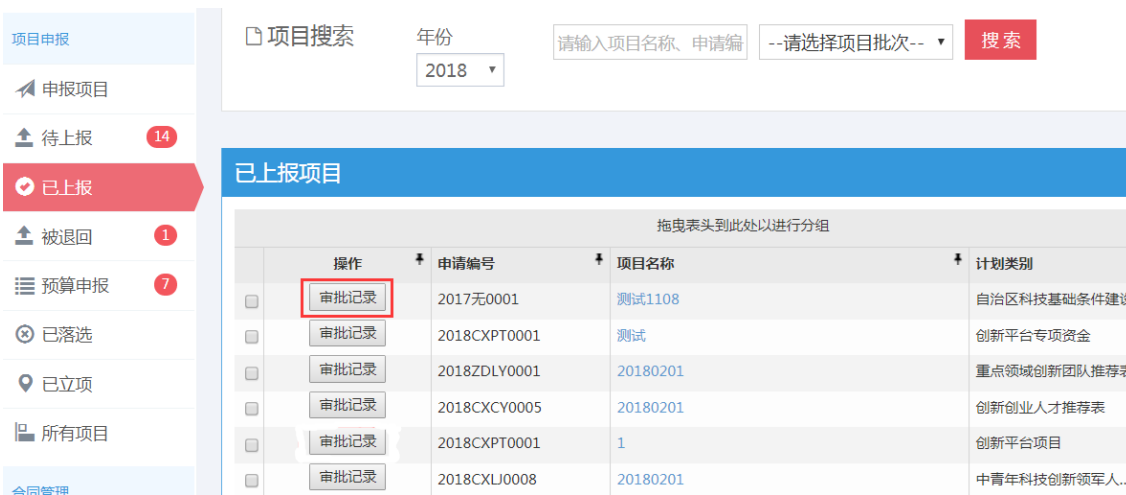 项目申报
申报项目
待上报 14
已上报
被退回 1
预算申报 7
已落选
已立项
所有项目
合同管理
项目搜索
年份
2018
请输入项目名称、申请编
--请选择项目批次--
搜索
已上报项目
拖曳表头到此处以进行分组
操作 申请编号 项目名称 计划类别
审批记录 2017无0001 测试1108 自治区科技基础条件建设
审批记录 2018CXPT0001 测试 创新平台专项资金
审批记录 2018ZDLY0001 20180201 重点领域创新团队推荐表
审批记录 2018CXCY0005 20180201 创新创业人才推荐表
审批记录 2018CXPT0001 1 创新平台项目
审批记录 2018CXLJ0008 20180201 中青年科技创新领军人...